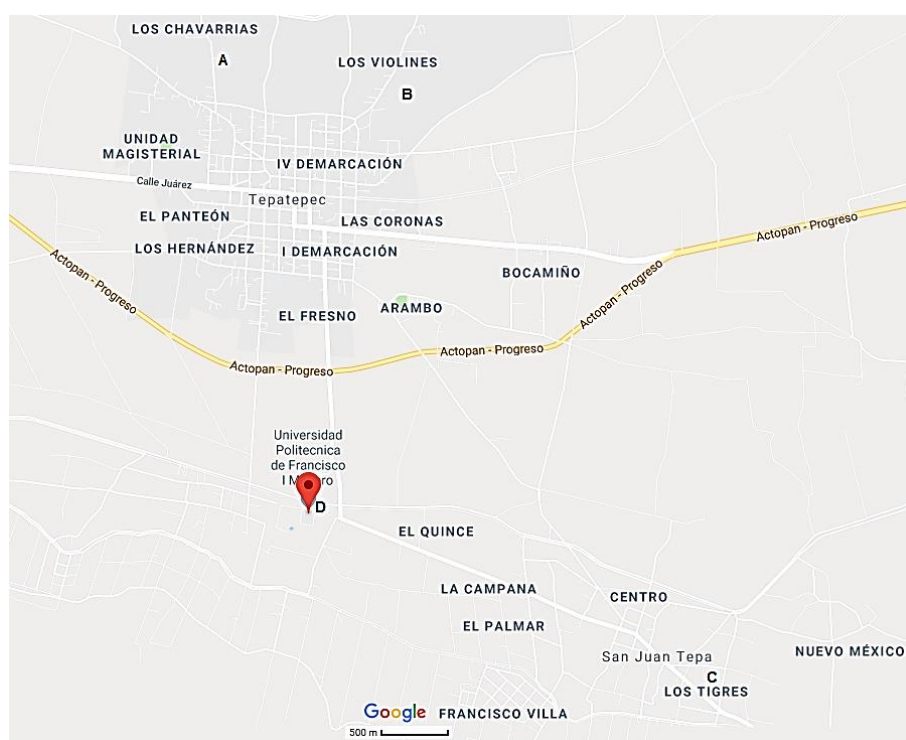 LOS CHAVARRIAS
A
LOS VIOLINES
B
UNIDAD
MAGISTERIAL
IV DEMARCACIÓN
Calle Juárez
Tepatepec
EL PANTEÓN
LAS CORONAS
Actopan - Progreso
LOS HERNÁNDEZ
I DEMARCACIÓN
BOCAMIÑO
Actopan - Progreso
Actopan - Progreso
EL FRESNO
ARAMBO
Actopan - Progreso
Actopan - Progreso
Universidad
Politecnica
de Francisco
I M ro
D
EL QUINCE
LA CAMPANA
CENTRO
EL PALMAR
San Juan Tepa
NUEVO MÉXICO
C
LOS TIGRES
Google
FRANCISCO VILLA
500 m